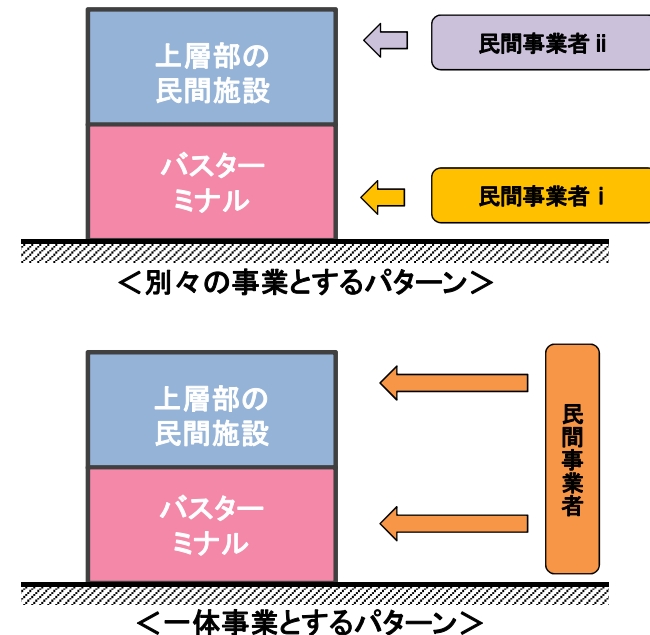 上層部の
民間施設
民間事業者ⅱ
バスター
ミナル
民間事業者ⅰ
＜別々の事業とするパターン＞
上層部の
民間施設
民間事業者
バスター
ミナル
＜一体事業とするパターン＞